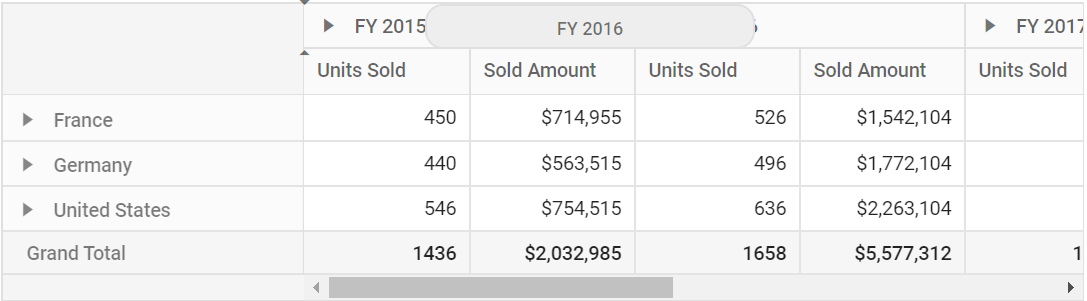 FY 2015 FY 2016 FY 2017
Units Sold Sold Amount Units Sold Sold Amount Units Sold
France 450 $714,955 526 $1,542,104
Germany 440 $563,515 496 $1,772,104
United States 546 $754,515 636 $2,263,104
Grand Total 1436 $2,032,985 1658 $5,577,312